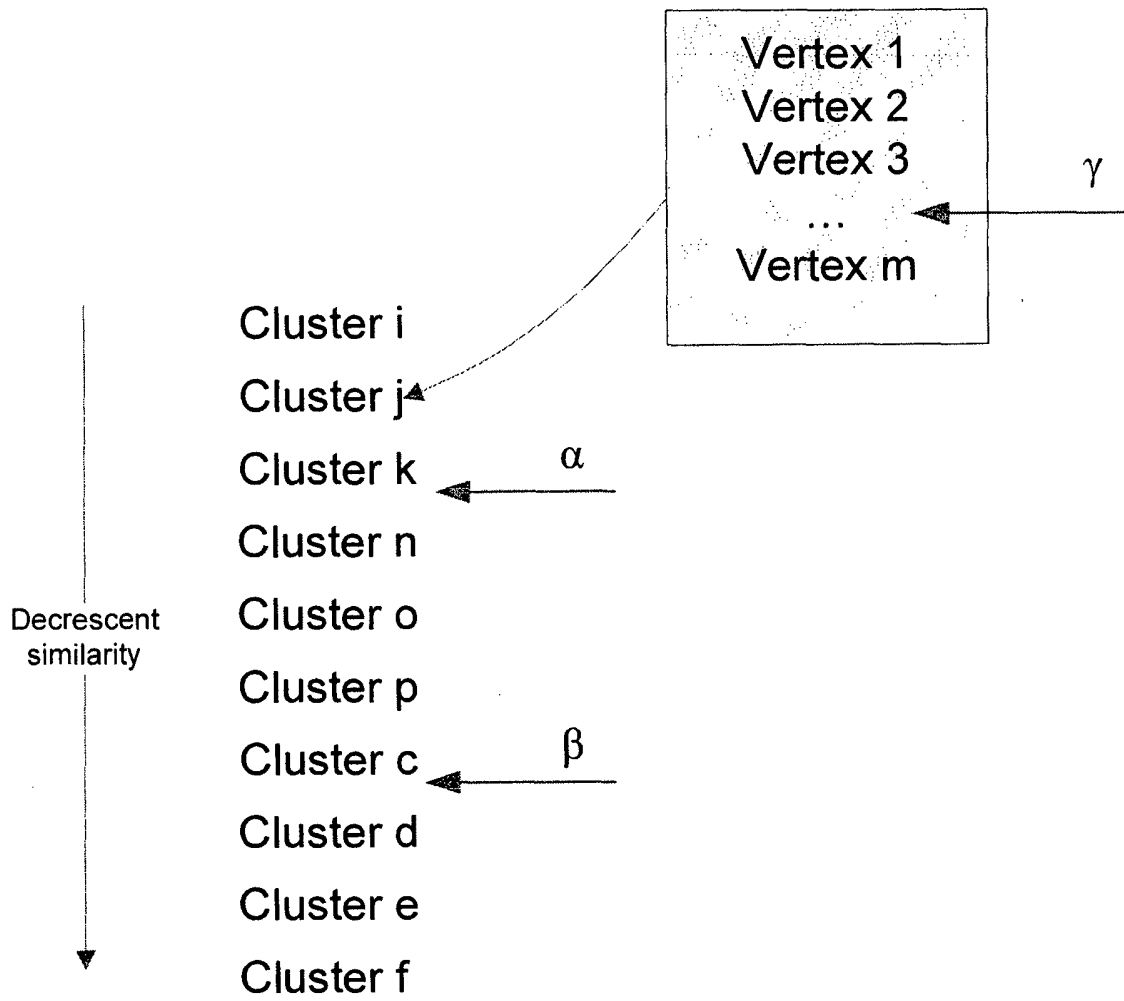 Vertex 1
Vertex 2
Vertex 3
γ
...
Vertex m
Cluster i
Cluster j
Cluster k
α
Cluster n
Cluster o
Decrescent
similarity
Cluster p
Cluster c
β
Cluster d
Cluster e
Cluster f